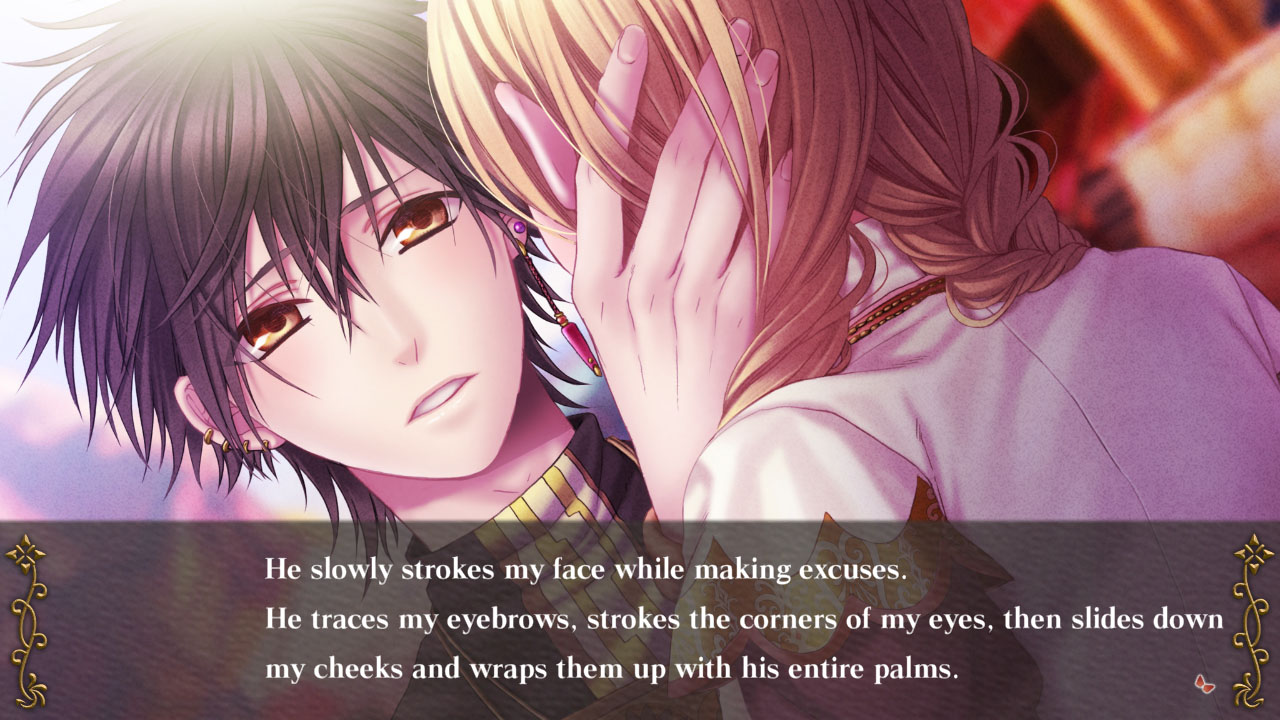 He slowly strokes my face while making excuses.
He traces my eyebrows, strokes the corners of my eyes, then slides down
my cheeks and wraps them up with his entire palms.